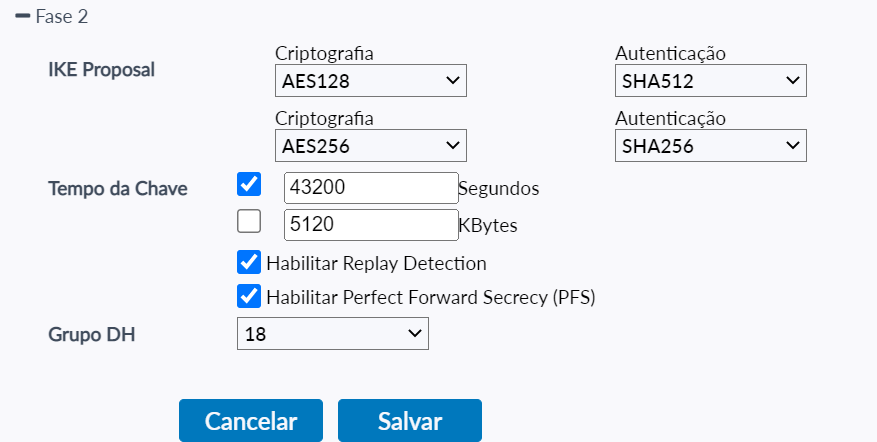 Fase 2
IKE Proposal
Criptografia
Autenticação
AES128
SHA512
Criptografia
Autenticação
AES256
SHA256
Tempo da Chave
43200
Segundos
5120
KBytes
Habilitar Replay Detection
Habilitar Perfect Forward Secrecy (PFS)
Grupo DH
18
Cancelar
Salvar